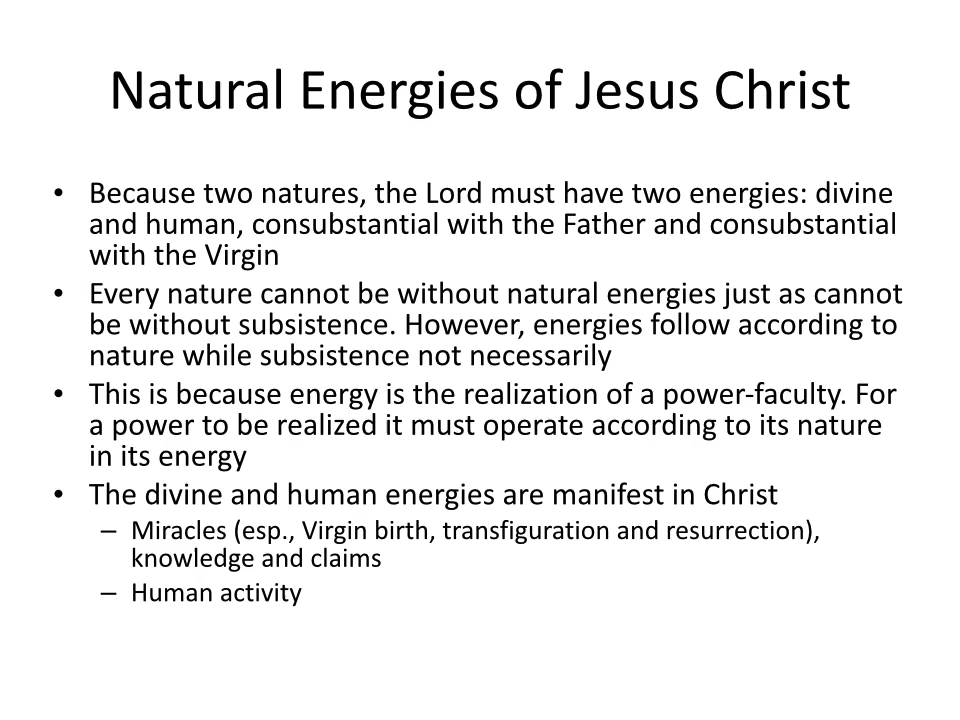 Natural Energies of Jesus Christ
• Because two natures, the Lord must have two energies: divine
and human, consubstantial with the Father and consubstantial
with the Virgin
• Every nature cannot be without natural energies just as cannot
be without subsistence. However, energies follow according to
nature while subsistence not necessarily
• This is because energy is the realization of a power-faculty. For
a power to be realized it must operate according to its nature
in its energy
• The divine and human energies are manifest in Christ
– Miracles (esp., Virgin birth, transfiguration and resurrection),
knowledge and claims
– Human activity